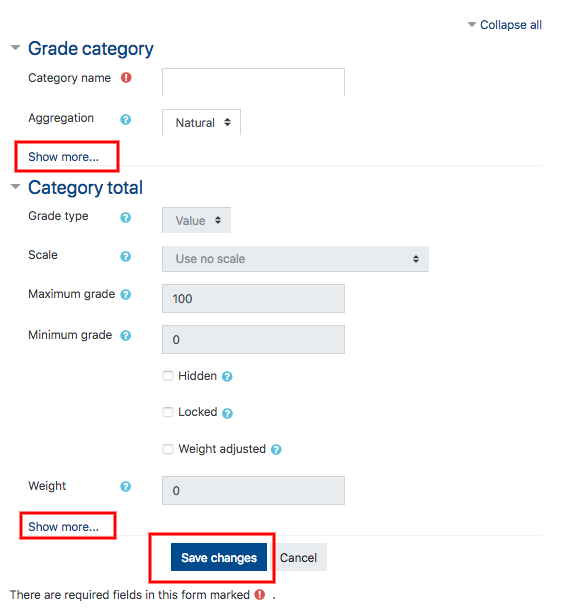 Collapse all
Grade category
Category name
Aggregation Natural
Show more...
Category total
Grade type Value
Scale Use no scale
Maximum grade 100
Minimum grade 0
Hidden
Locked
Weight adjusted
Weight 0
Show more...
Save changes Cancel
There are required fields in this form marked .